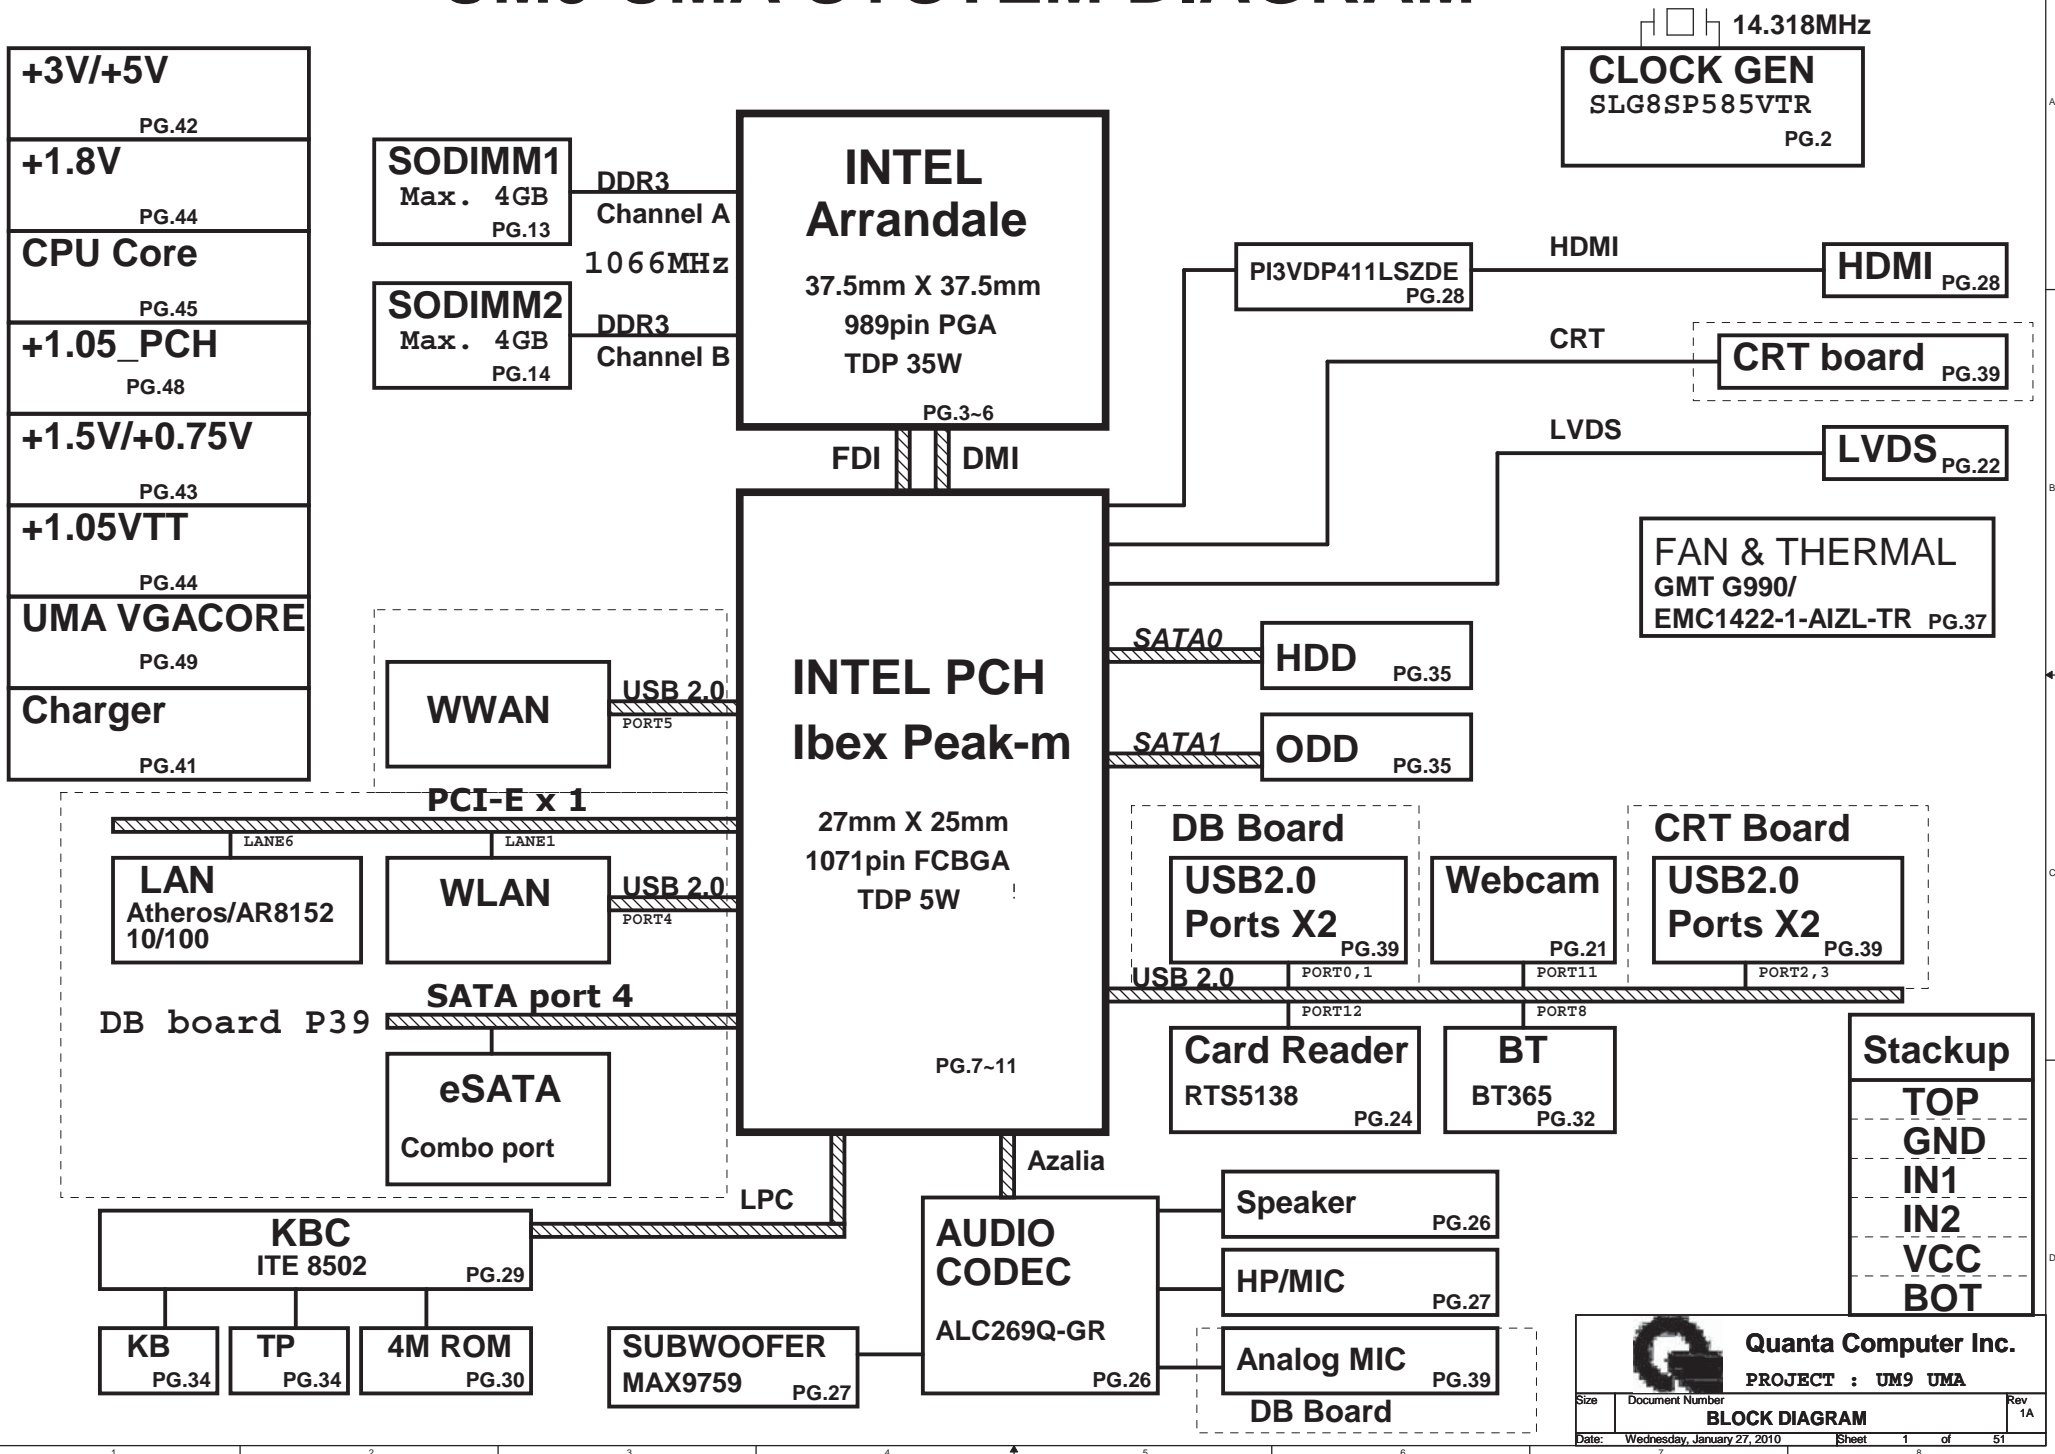 UM9 UMA SYSTEM DIAGRAM
14.318MHz
CLOCK GEN
SLG8SP585VTR
PG.2
+3V/+5V
PG.42
+1.8V
PG.44
CPU Core
PG.45
+1.05_PCH
PG.48
+1.5V/+0.75V
PG.43
+1.05VTT
PG.44
UMA VGACORE
PG.49
Charger
PG.41
SODIMM1
Max. 4GB
PG.13
DDR3
Channel A
1066MHz
SODIMM2
Max. 4GB
PG.14
DDR3
Channel B
INTEL
Arrandale
37.5mm X 37.5mm
989pin PGA
TDP 35W
PG.3~6
FDI
DMI
PI3VDP411LSZDE
PG.28
HDMI
HDMI
PG.28
CRT
CRT board
PG.39
LVDS
LVDS
PG.22
FAN & THERMAL
GMT G990/
EMC1422-1-AIZL-TR PG.37
INTEL PCH
Ibex Peak-m
27mm X 25mm
1071pin FCBGA
TDP 5W
PG.7~11
SATA0
HDD
PG.35
SATA1
ODD
PG.35
WWAN
USB 2.0
PORT5
PCI-E x 1
LANE6
LANE1
LAN
Atheros/AR8152
10/100
WLAN
USB 2.0
PORT4
SATA port 4
DB board P39
eSATA
Combo port
DB Board
USB2.0
Ports X2
PG.39
Webcam
PG.21
CRT Board
USB2.0
Ports X2
PG.39
USB 2.0
PORT0,1
PORT11
PORT2,3
PORT12
PORT8
Card Reader
RTS5138
PG.24
BT
BT365
PG.32
Stackup
TOP
GND
IN1
IN2
VCC
BOT
LPC
Azalia
KBC
ITE 8502
PG.29
KB
PG.34
TP
PG.34
4M ROM
PG.30
SUBWOOFER
MAX9759
PG.27
AUDIO
CODEC
ALC269Q-GR
PG.26
Speaker
PG.26
HP/MIC
PG.27
Analog MIC
PG.39
DB Board
Quanta Computer Inc.
PROJECT : UM9 UMA
Size
Document Number
Rev
BLOCK DIAGRAM
1A
Date:
Wednesday, January 27, 2010
Sheet
1
of
51
A
B
C
D
1
2
3
4
5
6
7
8